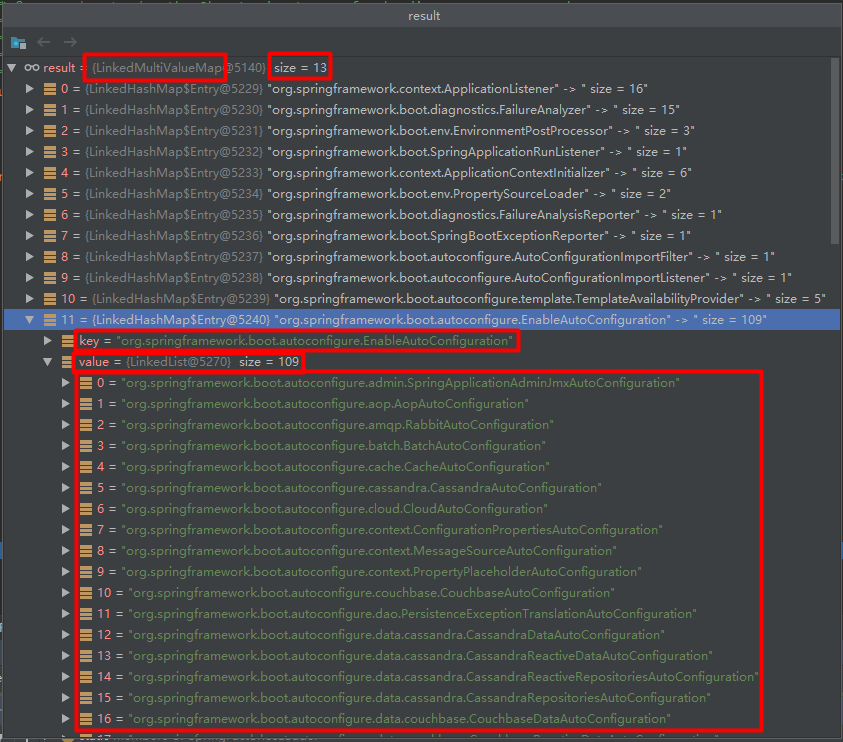 result
result = {LinkedMultiValueMap@5140} size = 13
0 = {LinkedHashMap$Entry@5229} "org.springframework.context.ApplicationListener" -> " size = 16"
1 = {LinkedHashMap$Entry@5230} "org.springframework.boot.diagnostics.FailureAnalyzer" -> " size = 15"
2 = {LinkedHashMap$Entry@5231} "org.springframework.boot.env.EnvironmentPostProcessor" -> " size = 3"
3 = {LinkedHashMap$Entry@5232} "org.springframework.boot.SpringApplicationRunListener" -> " size = 1"
4 = {LinkedHashMap$Entry@5233} "org.springframework.context.ApplicationContextInitializer" -> " size = 6"
5 = {LinkedHashMap$Entry@5234} "org.springframework.boot.env.PropertySourceLoader" -> " size = 2"
6 = {LinkedHashMap$Entry@5235} "org.springframework.boot.diagnostics.FailureAnalysisReporter" -> " size = 1"
7 = {LinkedHashMap$Entry@5236} "org.springframework.boot.SpringBootExceptionReporter" -> " size = 1"
8 = {LinkedHashMap$Entry@5237} "org.springframework.boot.autoconfigure.AutoConfigurationImportFilter" -> " size = 1"
9 = {LinkedHashMap$Entry@5238} "org.springframework.boot.autoconfigure.AutoConfigurationImportListener" -> " size = 1"
10 = {LinkedHashMap$Entry@5239} "org.springframework.boot.autoconfigure.template.TemplateAvailabilityProvider" -> " size = 5"
11 = {LinkedHashMap$Entry@5240} "org.springframework.boot.autoconfigure.EnableAutoConfiguration" -> " size = 109"
key = "org.springframework.boot.autoconfigure.EnableAutoConfiguration"
value = {LinkedList@5270} size = 109
0 = "org.springframework.boot.autoconfigure.admin.SpringApplicationAdminJmxAutoConfiguration"
1 = "org.springframework.boot.autoconfigure.aop.AopAutoConfiguration"
2 = "org.springframework.boot.autoconfigure.amqp.RabbitAutoConfiguration"
3 = "org.springframework.boot.autoconfigure.batch.BatchAutoConfiguration"
4 = "org.springframework.boot.autoconfigure.cache.CacheAutoConfiguration"
5 = "org.springframework.boot.autoconfigure.cassandra.CassandraAutoConfiguration"
6 = "org.springframework.boot.autoconfigure.cloud.CloudAutoConfiguration"
7 = "org.springframework.boot.autoconfigure.context.ConfigurationPropertiesAutoConfiguration"
8 = "org.springframework.boot.autoconfigure.context.MessageSourceAutoConfiguration"
9 = "org.springframework.boot.autoconfigure.context.PropertyPlaceholderAutoConfiguration"
10 = "org.springframework.boot.autoconfigure.couchbase.CouchbaseAutoConfiguration"
11 = "org.springframework.boot.autoconfigure.dao.PersistenceExceptionTranslationAutoConfiguration"
12 = "org.springframework.boot.autoconfigure.data.cassandra.CassandraDataAutoConfiguration"
13 = "org.springframework.boot.autoconfigure.data.cassandra.CassandraReactiveDataAutoConfiguration"
14 = "org.springframework.boot.autoconfigure.data.cassandra.CassandraReactiveRepositoriesAutoConfiguration"
15 = "org.springframework.boot.autoconfigure.data.cassandra.CassandraRepositoriesAutoConfiguration"
16 = "org.springframework.boot.autoconfigure.data.couchbase.CouchbaseDataAutoConfiguration"